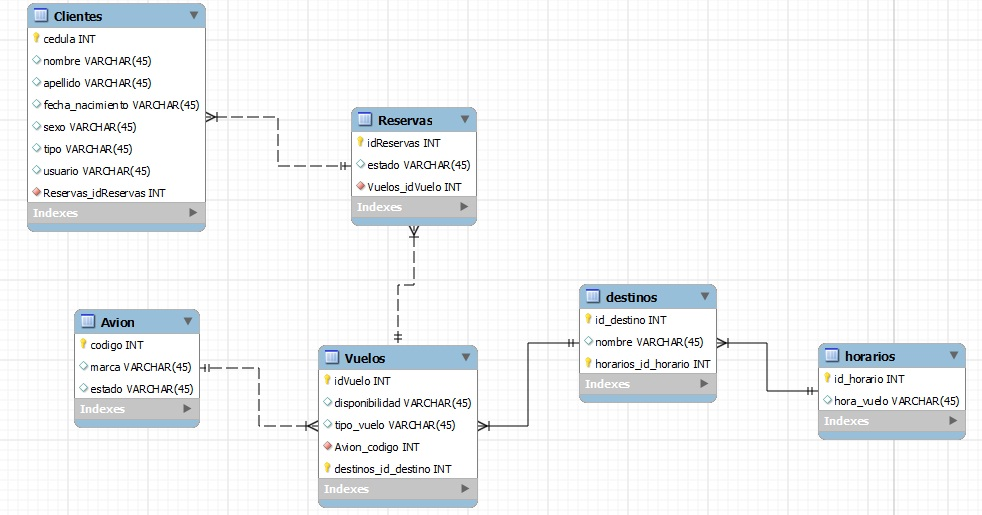 Clientes
cedula INT
nombre VARCHAR(45)
apellido VARCHAR(45)
fecha_nacimiento VARCHAR(45)
sexo VARCHAR(45)
tipo VARCHAR(45)
usuario VARCHAR(45)
Reservas_idReservas INT
Indexes
Reservas
idReservas INT
estado VARCHAR(45)
Vuelos_idVuelo INT
Indexes
Avion
codigo INT
marca VARCHAR(45)
estado VARCHAR(45)
Indexes
Vuelos
idVuelo INT
disponibilidad VARCHAR(45)
tipo_vuelo VARCHAR(45)
Avion_codigo INT
destinos_id_destino INT
Indexes
destinos
id_destino INT
nombre VARCHAR(45)
horarios_id_horario INT
Indexes
horarios
id_horario INT
hora_vuelo VARCHAR(45)
Indexes